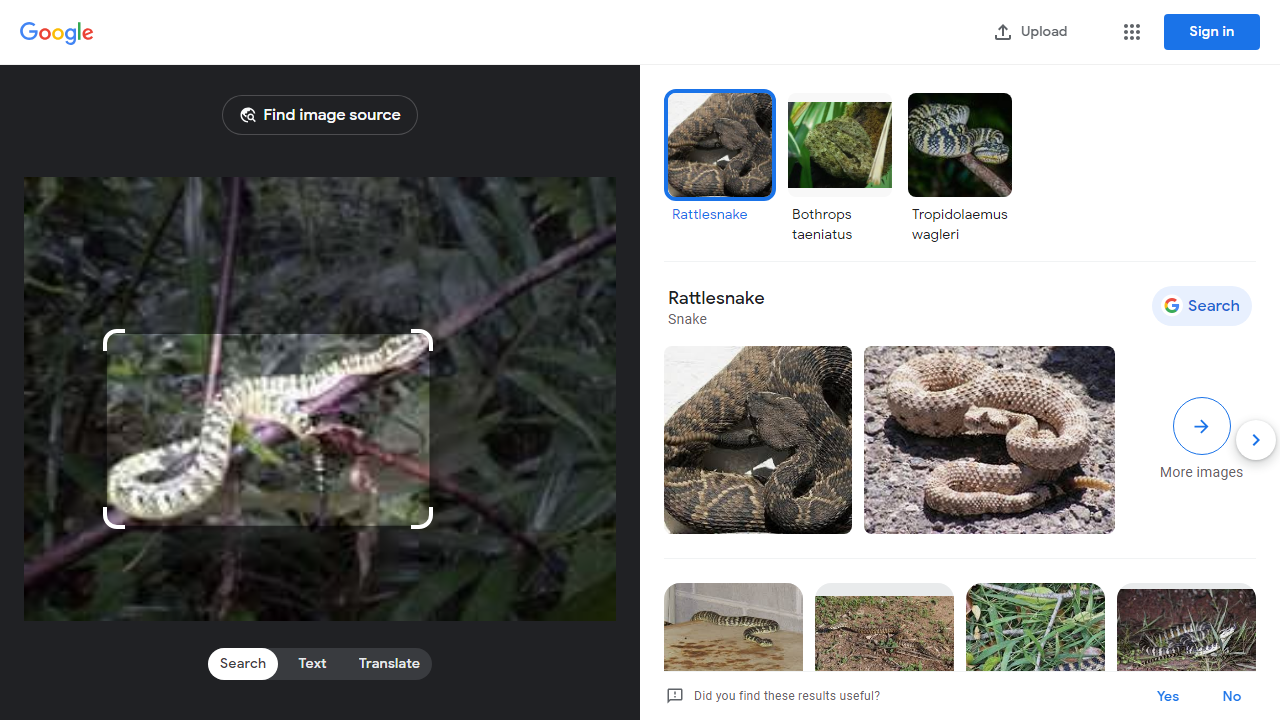 Google
Upload
Sign in
Find image source
Rattlesnake
Bothrops
taeniatus
Tropidolaemus
wagleri
Rattlesnake
Snake
Search
More images
Search
Text
Translate
Did you find these results useful?
Yes
No